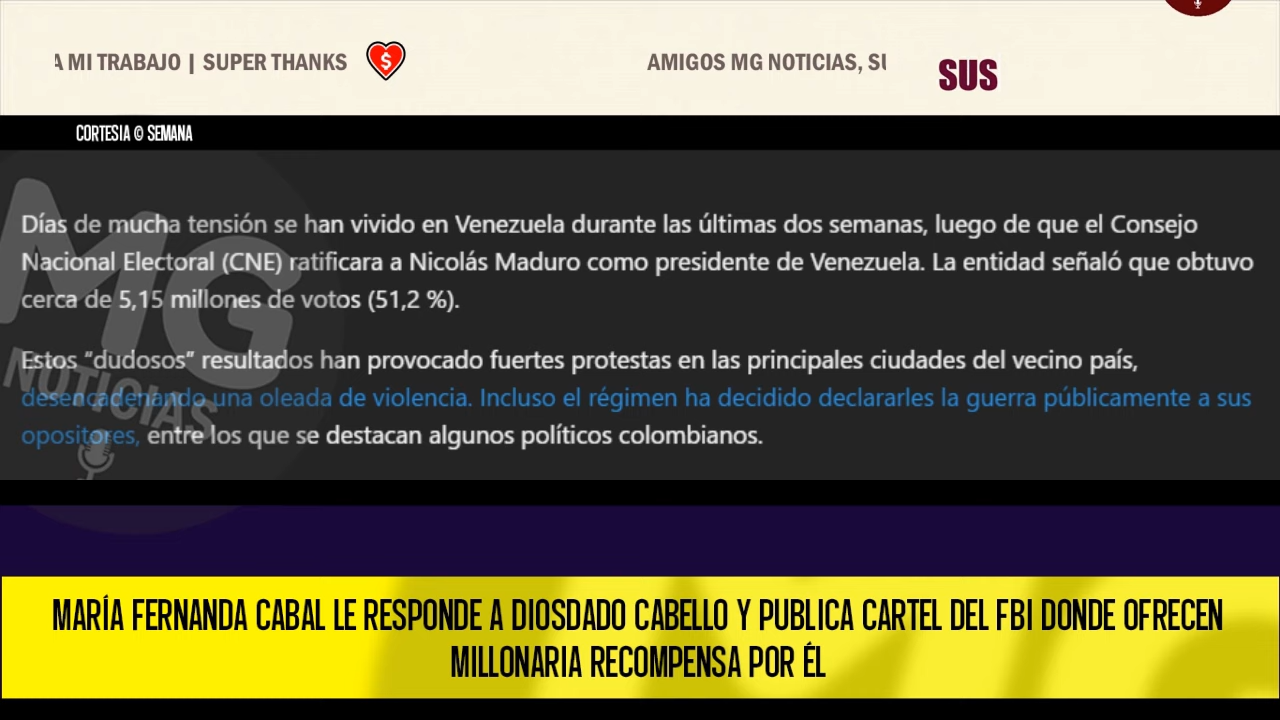 A MI TRABAJO | SUPER THANKS
AMIGOS MG NOTICIAS, SU
SUS
CORTESIA © SEMANA
Días de mucha tensión se han vivido en Venezuela durante las últimas dos semanas, luego de que el Consejo
Nacional Electoral (CNE) ratificara a Nicolás Maduro como presidente de Venezuela. La entidad señaló que obtuvo
cerca de 5,15 millones de votos (51,2 %).
Estos “dudosos” resultados han provocado fuertes protestas en las principales ciudades del vecino país,
desencadenando una oleada de violencia. Incluso el régimen ha decidido declararles la guerra públicamente a sus
opositores, entre los que se destacan algunos políticos colombianos.
MG
NOTICIAS
MARÍA FERNANDA CABAL LE RESPONDE A DIOSDADO CABELLO Y PUBLICA CARTEL DEL FBI DONDE OFRECEN
MILLONARIA RECOMPENSA POR ÉL